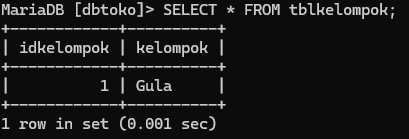 MariaDB [dbtoko]> SELECT * FROM tblkelompok;
+------------+----------+
| idkelompok | kelompok |
+------------+----------+
|          1 | Gula     |
+------------+----------+
1 row in set (0.001 sec)